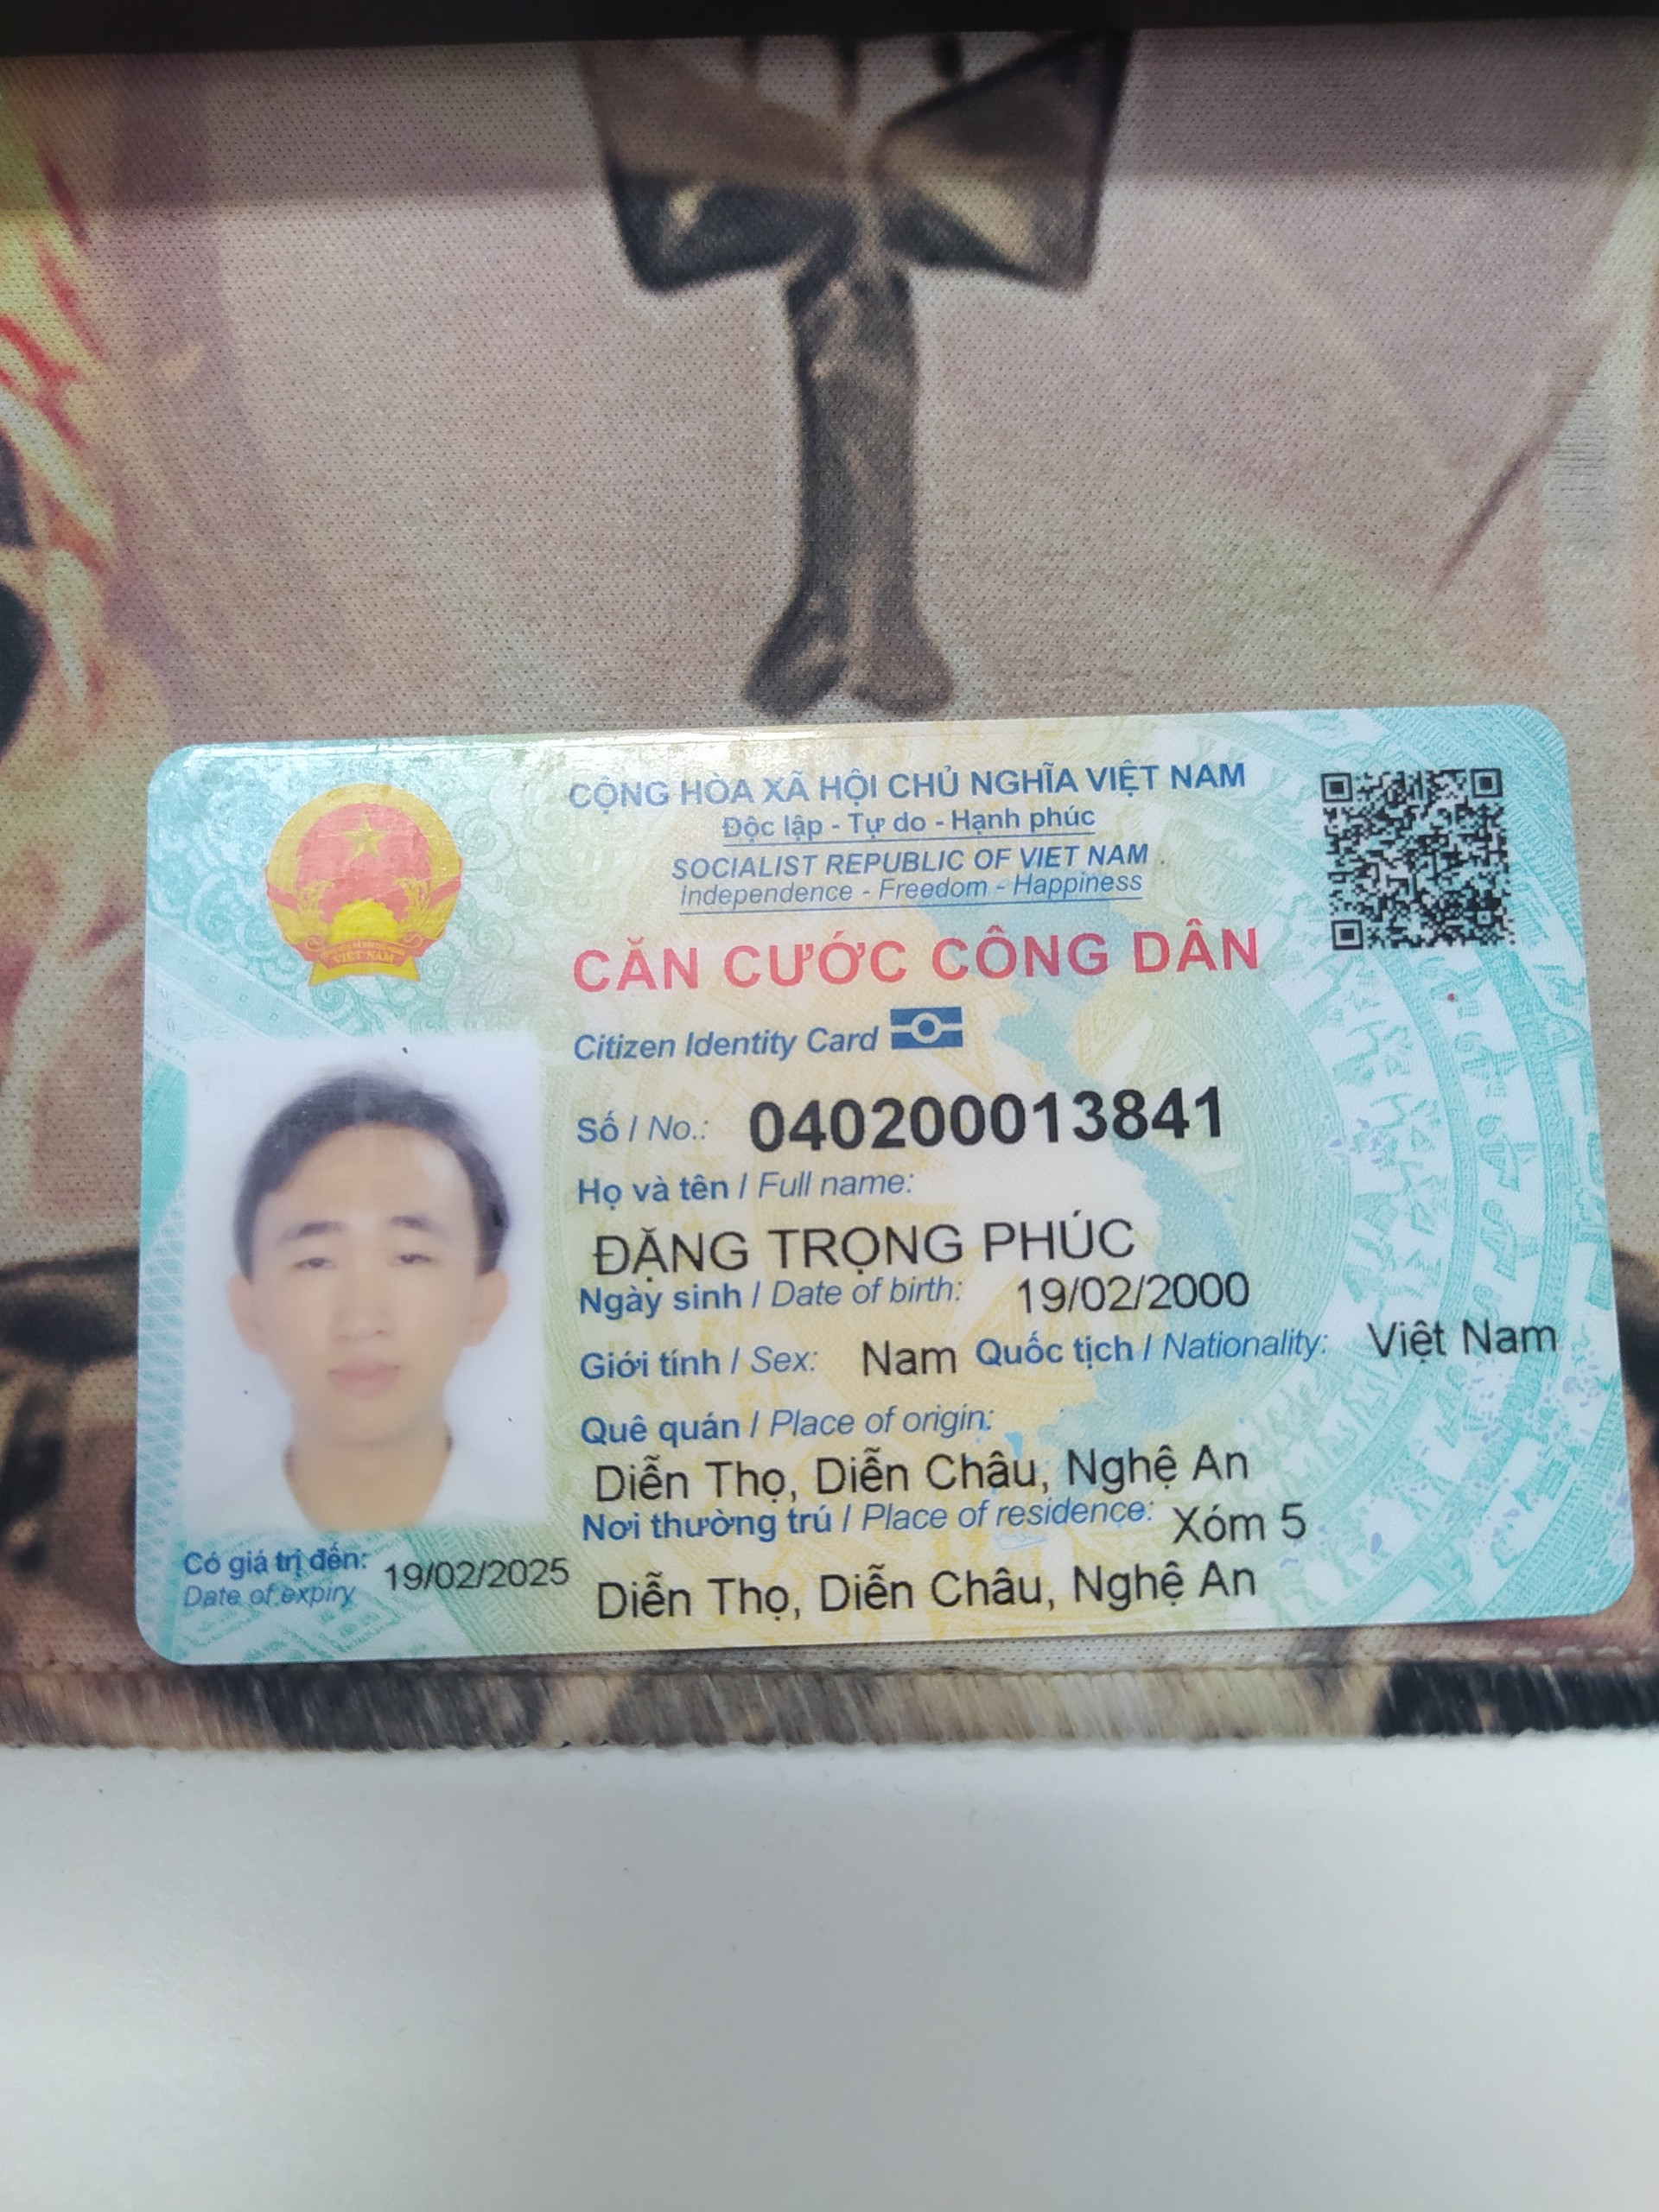 CỘNG HÒA XÃ HỘI CHỦ NGHĨA VIỆT NAM
Độc lập - Tự do - Hạnh phúc
SOCIALIST REPUBLIC OF VIET NAM
Independence - Freedom - Happiness
CĂN CƯỚC CÔNG DÂN
Citizen Identity Card
Số / No.: 040200013841
Họ và tên / Full name:
ĐẶNG TRỌNG PHÚC
Ngày sinh / Date of birth: 19/02/2000
Giới tính / Sex: Nam Quốc tịch / Nationality: Việt Nam
Quê quán / Place of origin:
Diễn Thọ, Diễn Châu, Nghệ An
Nơi thường trú / Place of residence: Xóm 5
Diễn Thọ, Diễn Châu, Nghệ An
Có giá trị đến: 19/02/2025
Date of expiry
VIỆT NAM